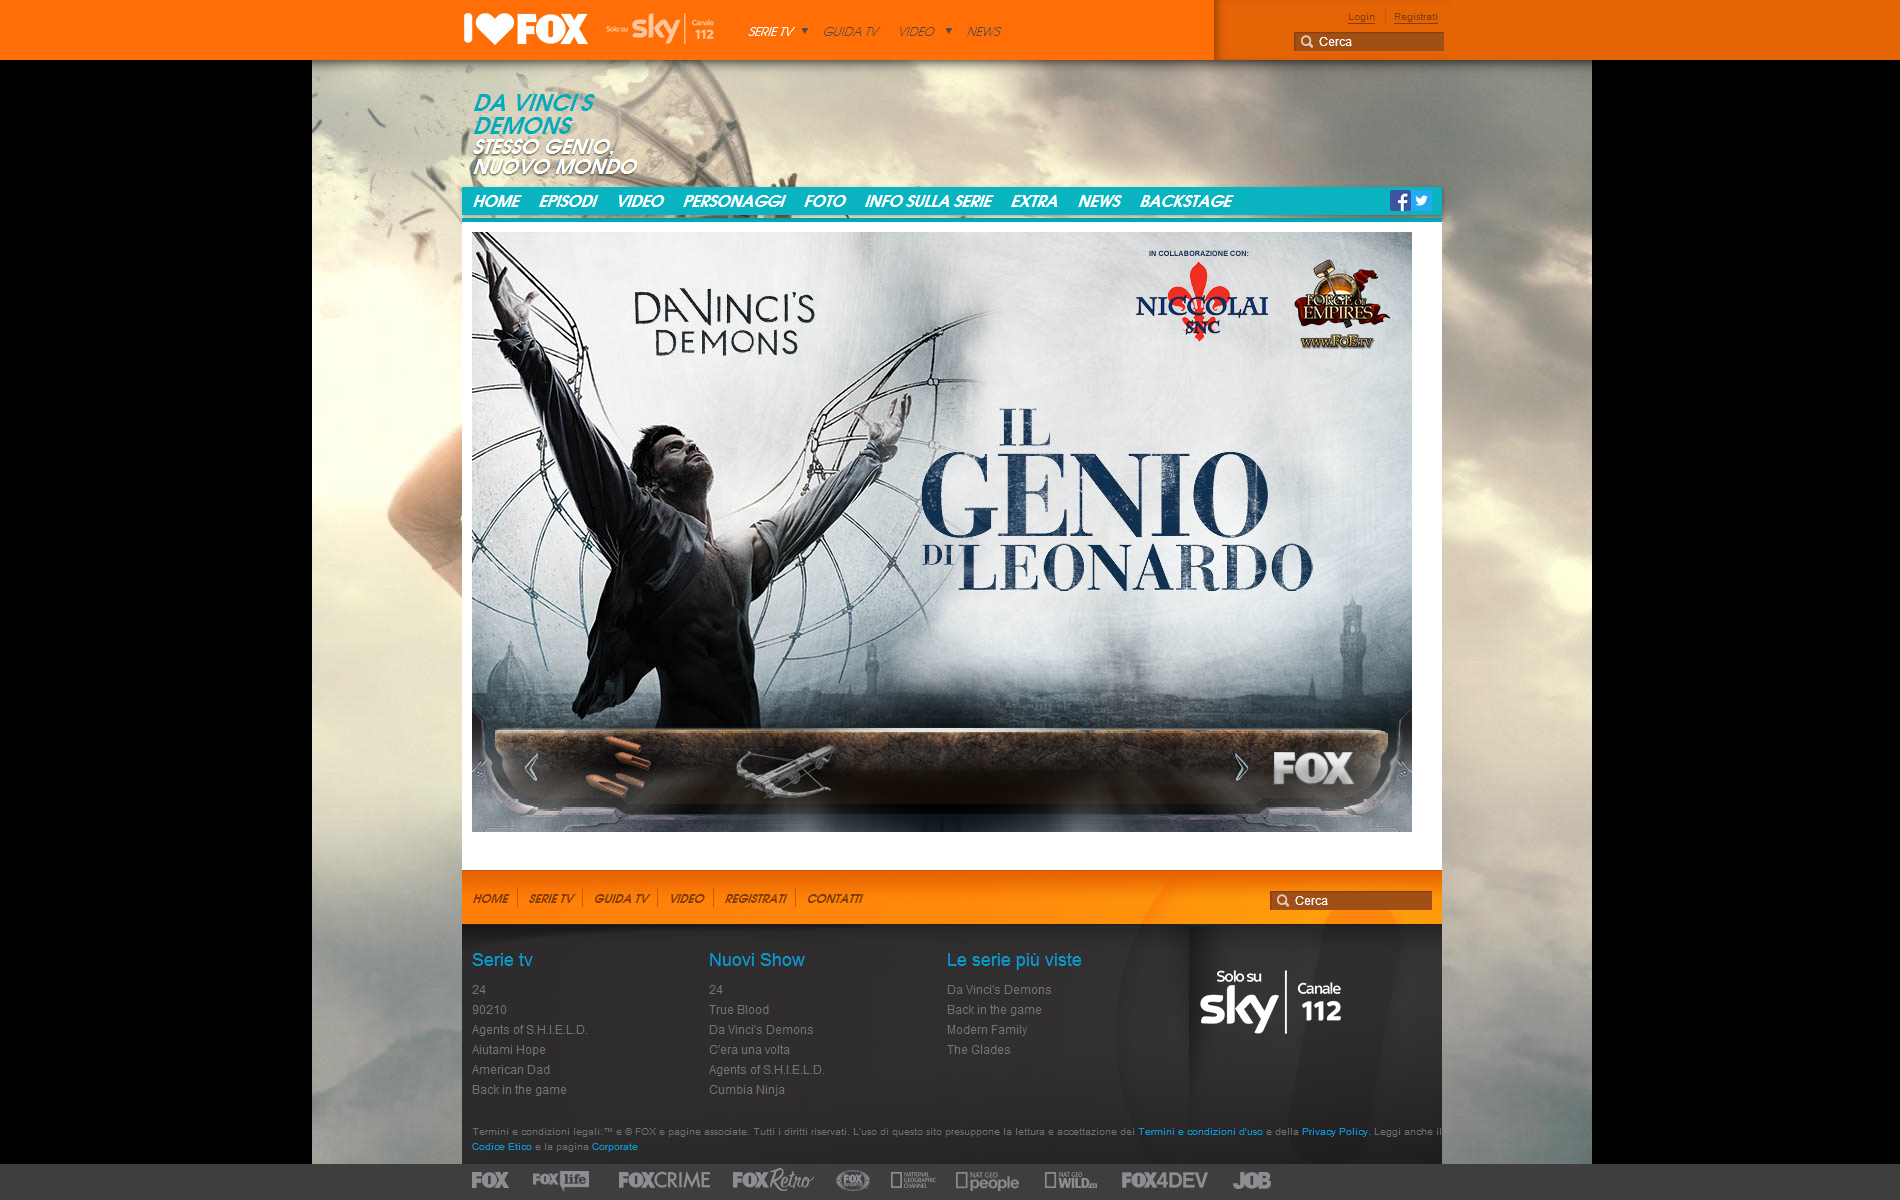 I FOX
Solo su sky Canale 112
SERIE TV GUIDA TV VIDEO NEWS
Login Registrati
Cerca
DA VINCI'S
DEMONS
STESSO GENIO,
NUOVO MONDO
HOME EPISODI VIDEO PERSONAGGI FOTO INFO SULLA SERIE EXTRA NEWS BACKSTAGE
IN COLLABORAZIONE CON:
NICCOLAI
SNC
FORGE OF
EMPIRES
WWW.FOE.TV
DA VINCI'S
DEMONS
IL
GENIO
DI LEONARDO
FOX
HOME SERIE TV GUIDA TV VIDEO REGISTRATI CONTATTI
Cerca
Serie tv
24
90210
Agents of S.H.I.E.L.D.
Aiutami Hope
American Dad
Back in the game
Nuovi Show
24
True Blood
Da Vinci's Demons
C'era una volta
Agents of S.H.I.E.L.D.
Cumbia Ninja
Le serie più viste
Da Vinci's Demons
Back in the game
Modern Family
The Glades
Solo su
sky
Canale
112
Termini e condizioni legali:™ e © FOX e pagine associate. Tutti i diritti riservati. L'uso di questo sito presuppone la lettura e accettazione dei Termini e condizioni d'uso e della Privacy Policy. Leggi anche il
Codice Etico e la pagina Corporate
FOX FOX life FOXCRIME FOXRetro FOX SPORTS NATIONAL GEOGRAPHIC CHANNEL NAT GEO people NAT GEO WILD HD FOX4DEV JOB